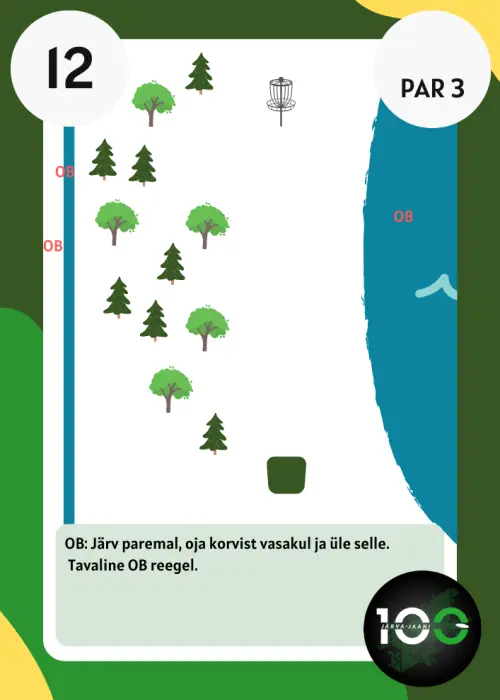 12
PAR 3
OB
OB
OB
OB: Järv paremal, oja korvist vasakul ja üle selle.
Tavaline OB reegel.
JÄRVA-JAANI
100